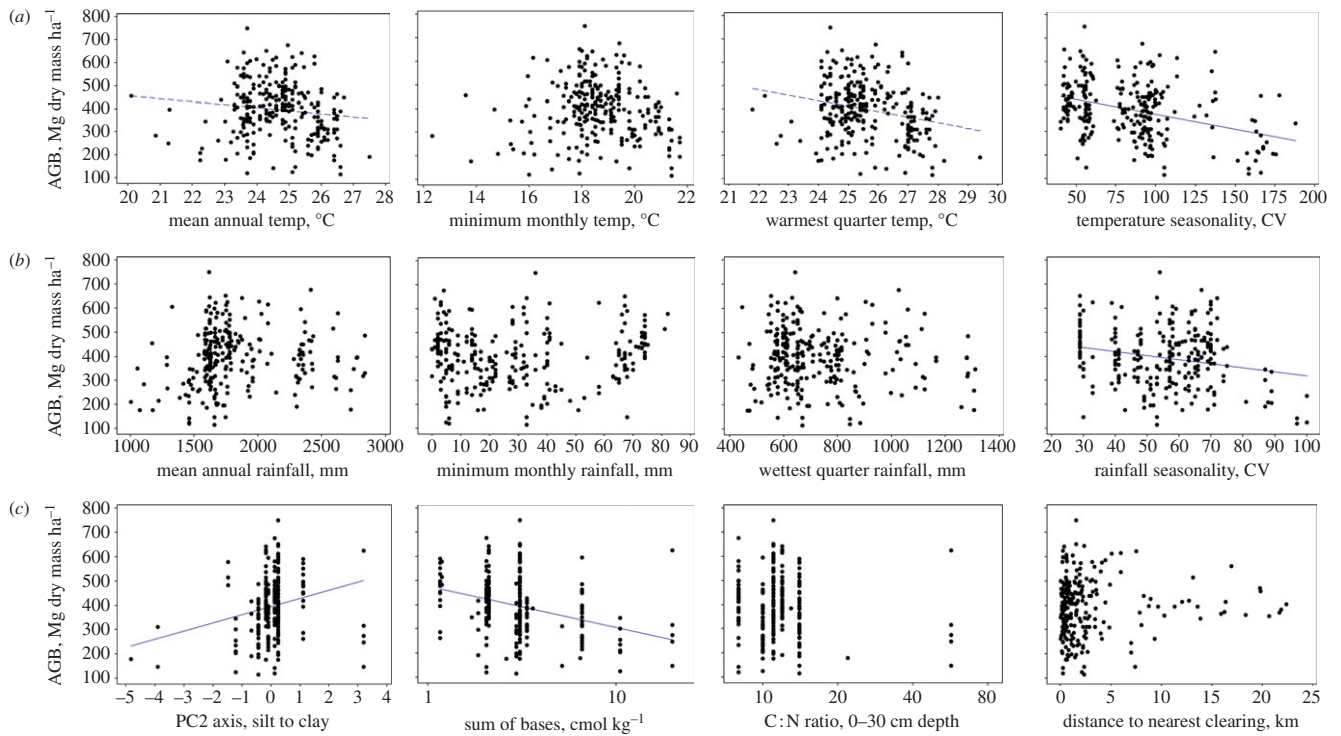 (a)
AGB, Mg dry mass ha⁻¹
800
700
600
500
400
300
200
100
20 21 22 23 24 25 26 27 28
mean annual temp, °C
12 14 16 18 20 22
minimum monthly temp, °C
21 22 23 24 25 26 27 28 29 30
warmest quarter temp, °C
50 75 100 125 150 175 200
temperature seasonality, CV
(b)
AGB, Mg dry mass ha⁻¹
800
700
600
500
400
300
200
100
1000 1500 2000 2500 3000
mean annual rainfall, mm
0 10 20 30 40 50 60 70 80 90
minimum monthly rainfall, mm
400 600 800 1000 1200 1400
wettest quarter rainfall, mm
20 30 40 50 60 70 80 90 100
rainfall seasonality, CV
(c)
AGB, Mg dry mass ha⁻¹
800
700
600
500
400
300
200
100
−5 −4 −3 −2 −1 0 1 2 3 4
PC2 axis, silt to clay
1 10
sum of bases, cmol kg⁻¹
10 20 40 80
C:N ratio, 0–30 cm depth
0 5 10 15 20 25
distance to nearest clearing, km